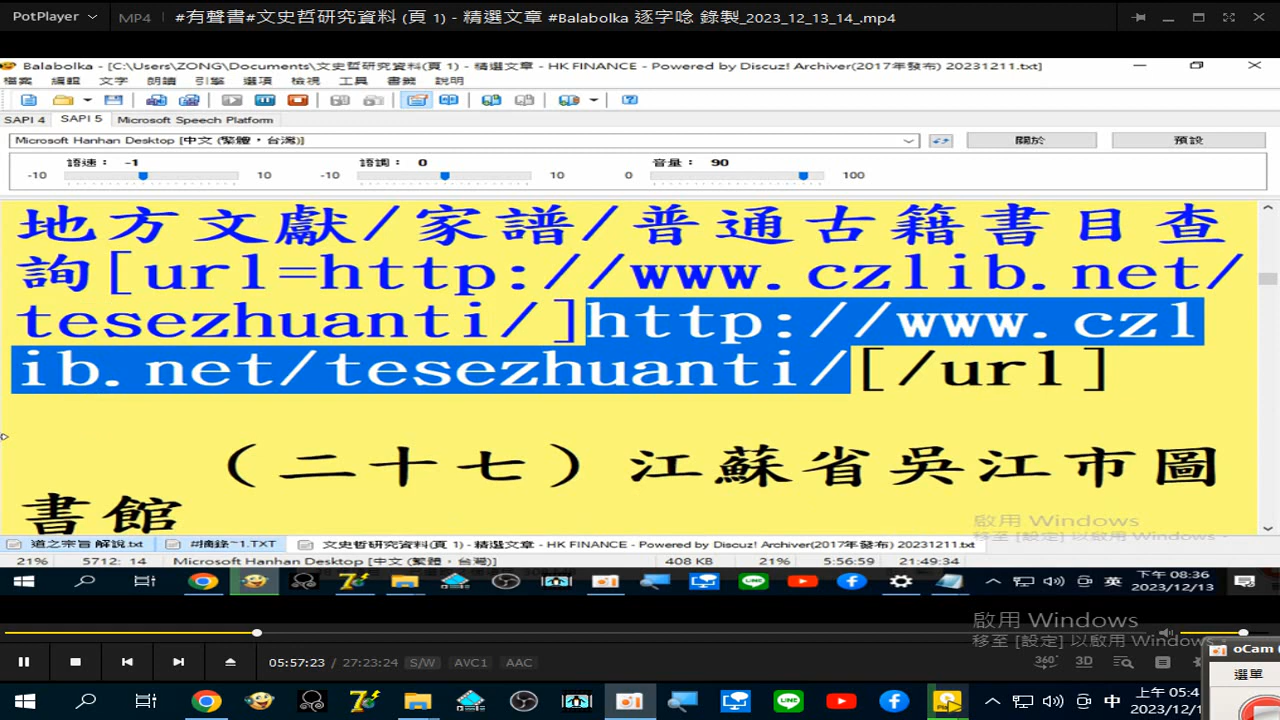 PotPlayer MP4 #有聲書#文史哲研究資料 (頁 1) - 精選文章 #Balabolka 逐字唸 錄製_2023_12_13_14_.mp4
Balabolka - [C:\Users\ZONG\Documents\文史哲研究資料(頁 1) - 精選文章 - HK FINANCE - Powered by Discuz! Archiver(2017年發布) 20231211.txt]
檔案 編輯 文字 朗讀 引擎 選項 檢視 工具 書籤 說明
SAPI 4 SAPI 5 Microsoft Speech Platform
Microsoft Hanhan Desktop [中文 (繁體，台灣)] 關於 預設
語速： -1 語調： 0 音量： 90
-10 10 -10 10 0 100
地方文獻/家譜/普通古籍書目查
詢[url=http://www.czlib.net/
tesezhuanti/]http://www.czl
ib.net/tesezhuanti/[/url]
（二十七）江蘇省吳江市圖
書館
啟用 Windows
移至 [設定] 以啟用 Windows。
道之宗旨 解說.txt #摘錄~1.TXT 文史哲研究資料(頁 1) - 精選文章 - HK FINANCE - Powered by Discuz! Archiver(2017年發布) 20231211.txt
21% 5712: 14 Microsoft Hanhan Desktop [中文 (繁體，台灣)] 408 KB 21% 5:56:59 21:49:34
英 下午 08:36
2023/12/13
啟用 Windows
移至 [設定] 以啟用 Windows。
05:57:23 / 27:23:24 S/W AVC1 AAC 360° 3D
oCam
選單
中 上午 05:4
2023/12/1